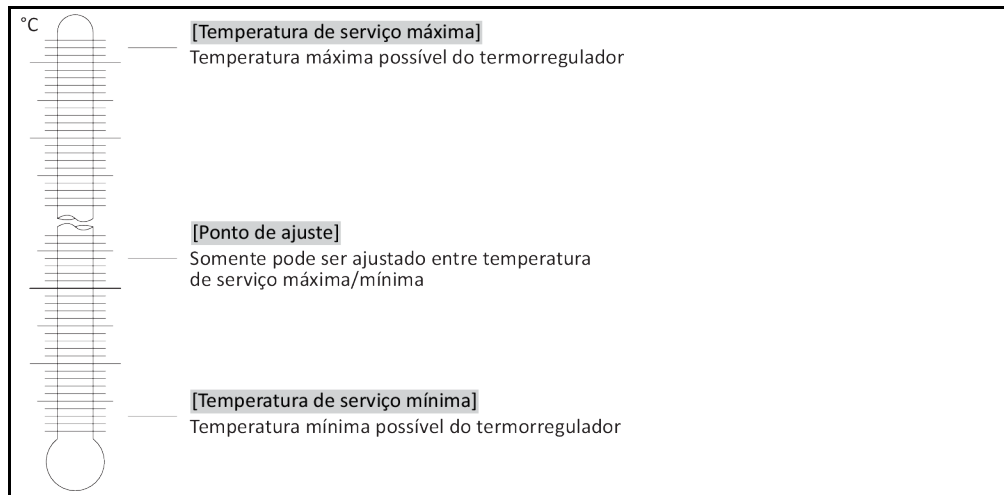 °C
[Temperatura de serviço máxima]
Temperatura máxima possível do termorregulador
[Ponto de ajuste]
Somente pode ser ajustado entre temperatura
de serviço máxima/mínima
[Temperatura de serviço mínima]
Temperatura mínima possível do termorregulador